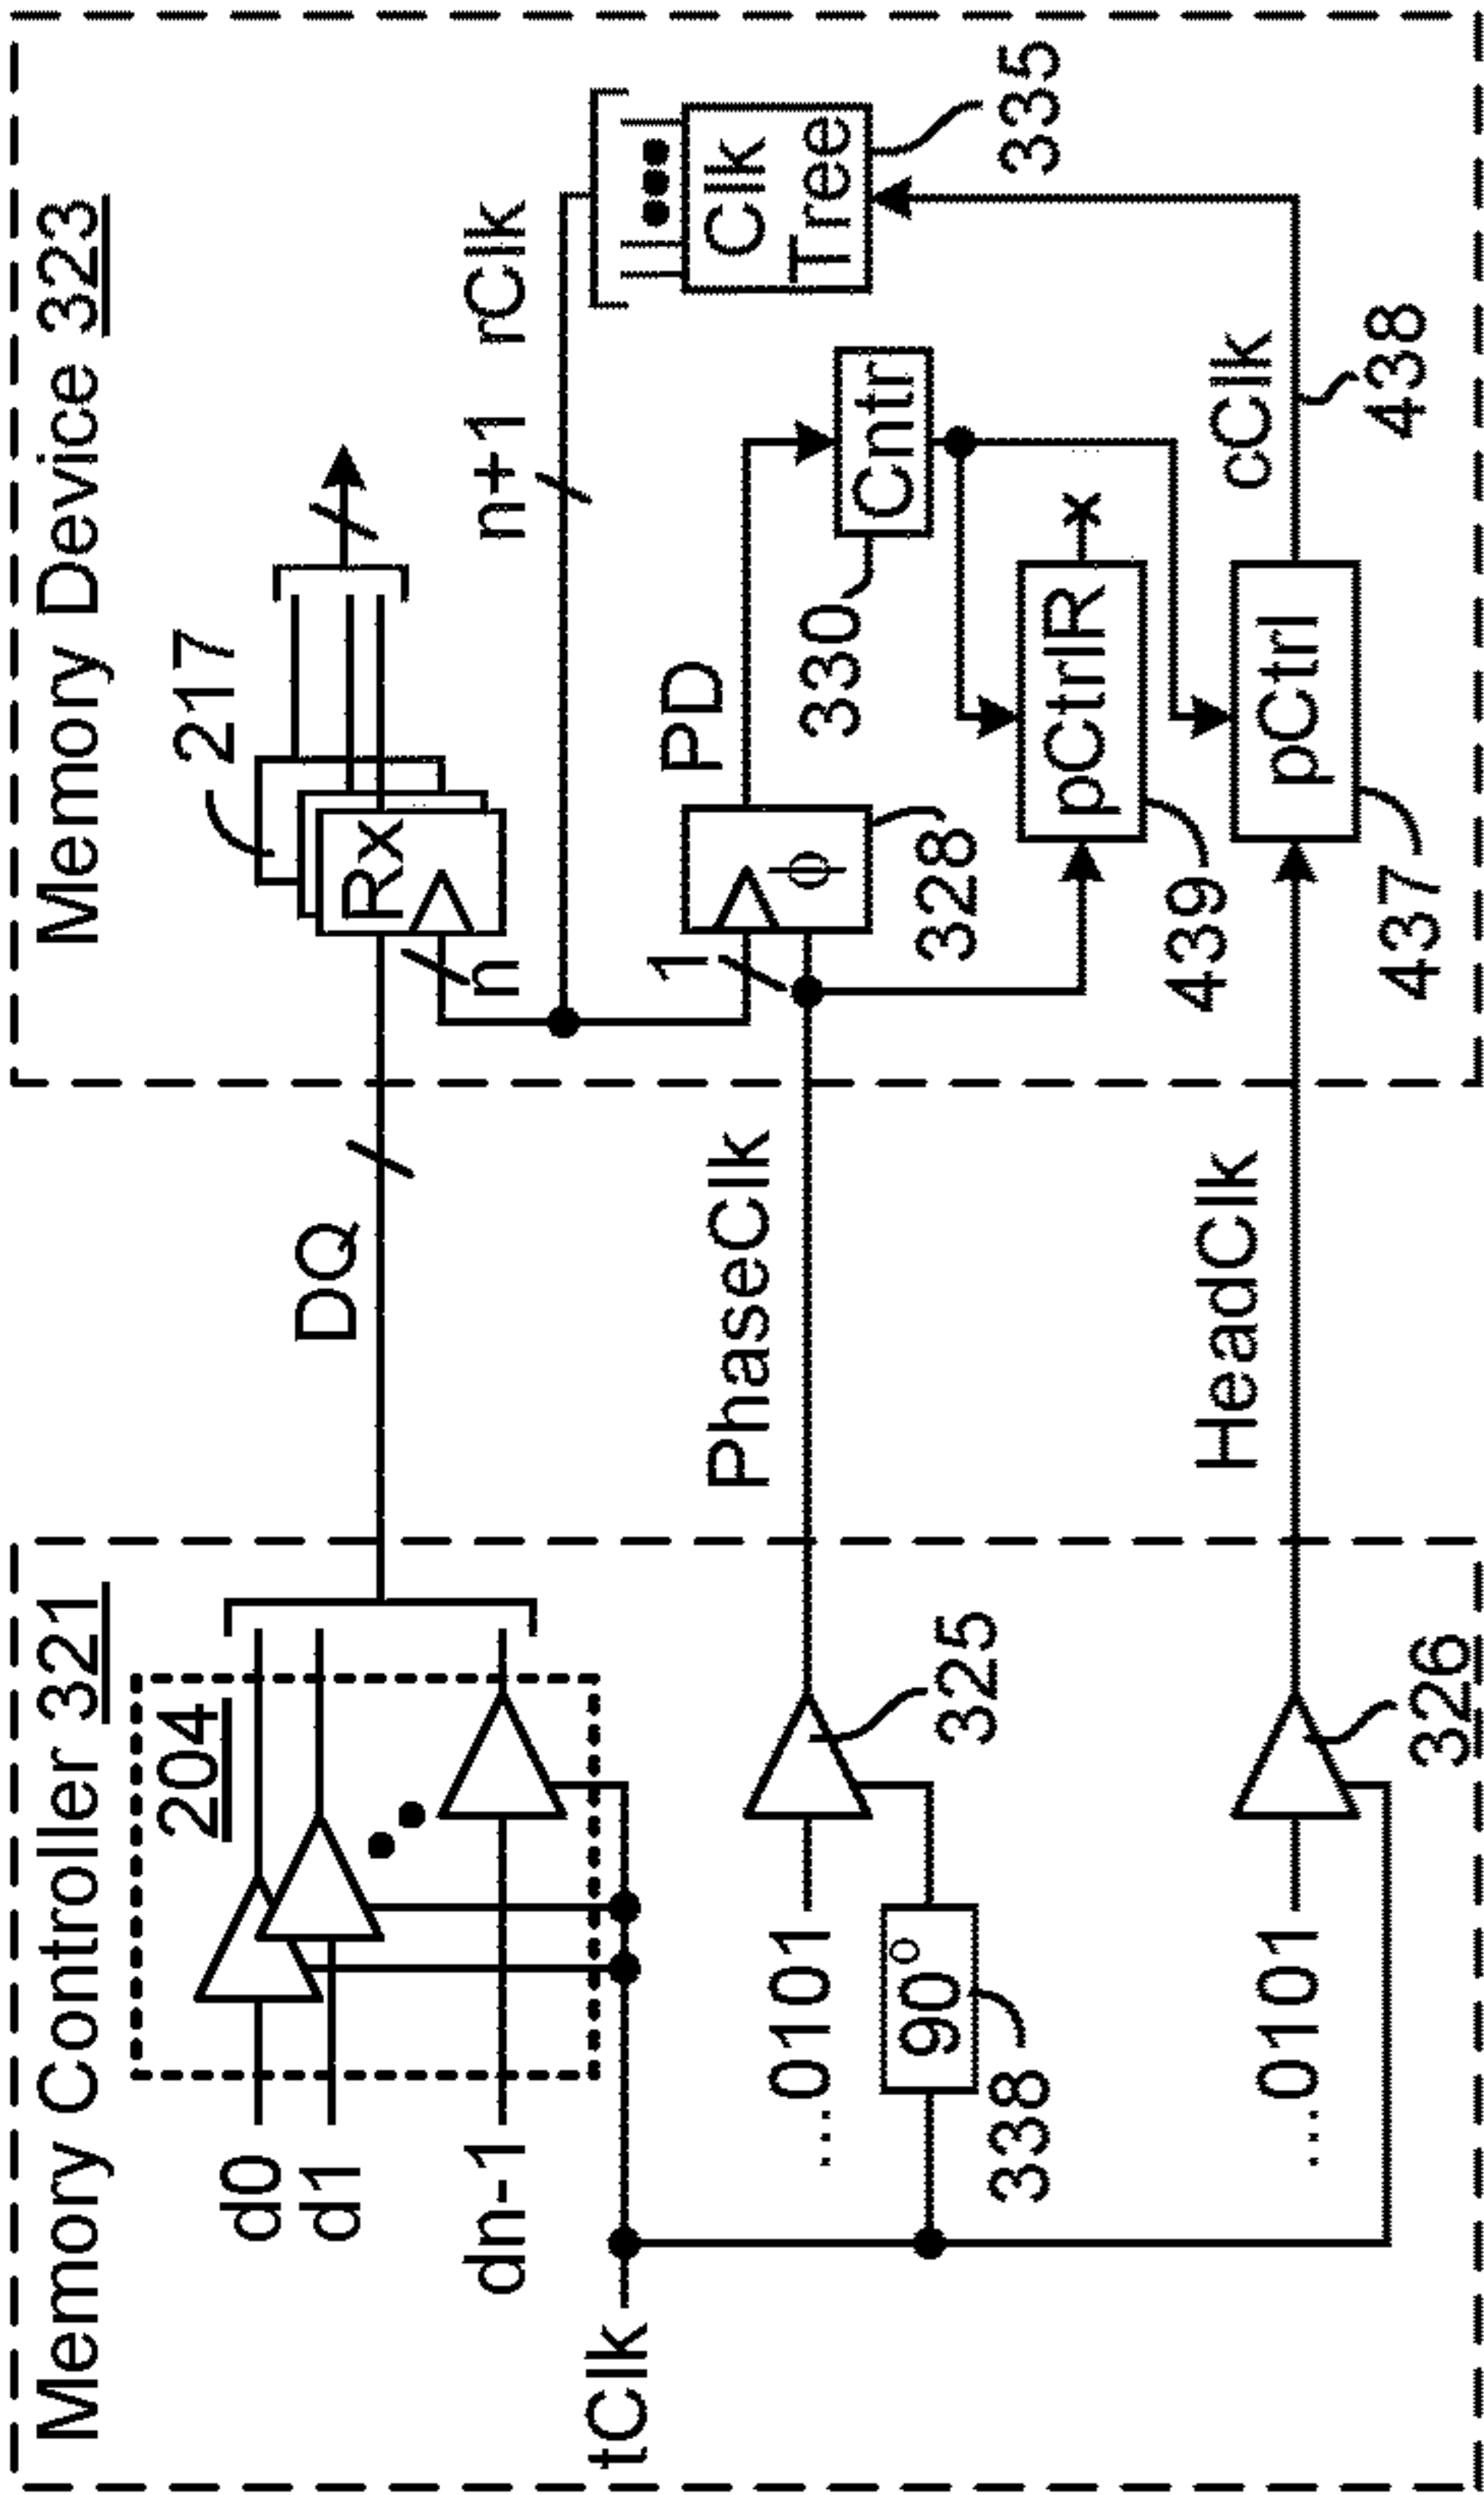 Memory Controller 321
Memory Device 323
204
217
d0
d1
dn-1
tClk
DQ
Rx
n
n+1 rClk
Clk
Tree
335
...0101
325
PhaseClk
1
ϕ
328
PD
Cntr
330
90°
338
pCtrlR
x
439
...0101
326
HeadClk
pCtrl
437
cClk
438